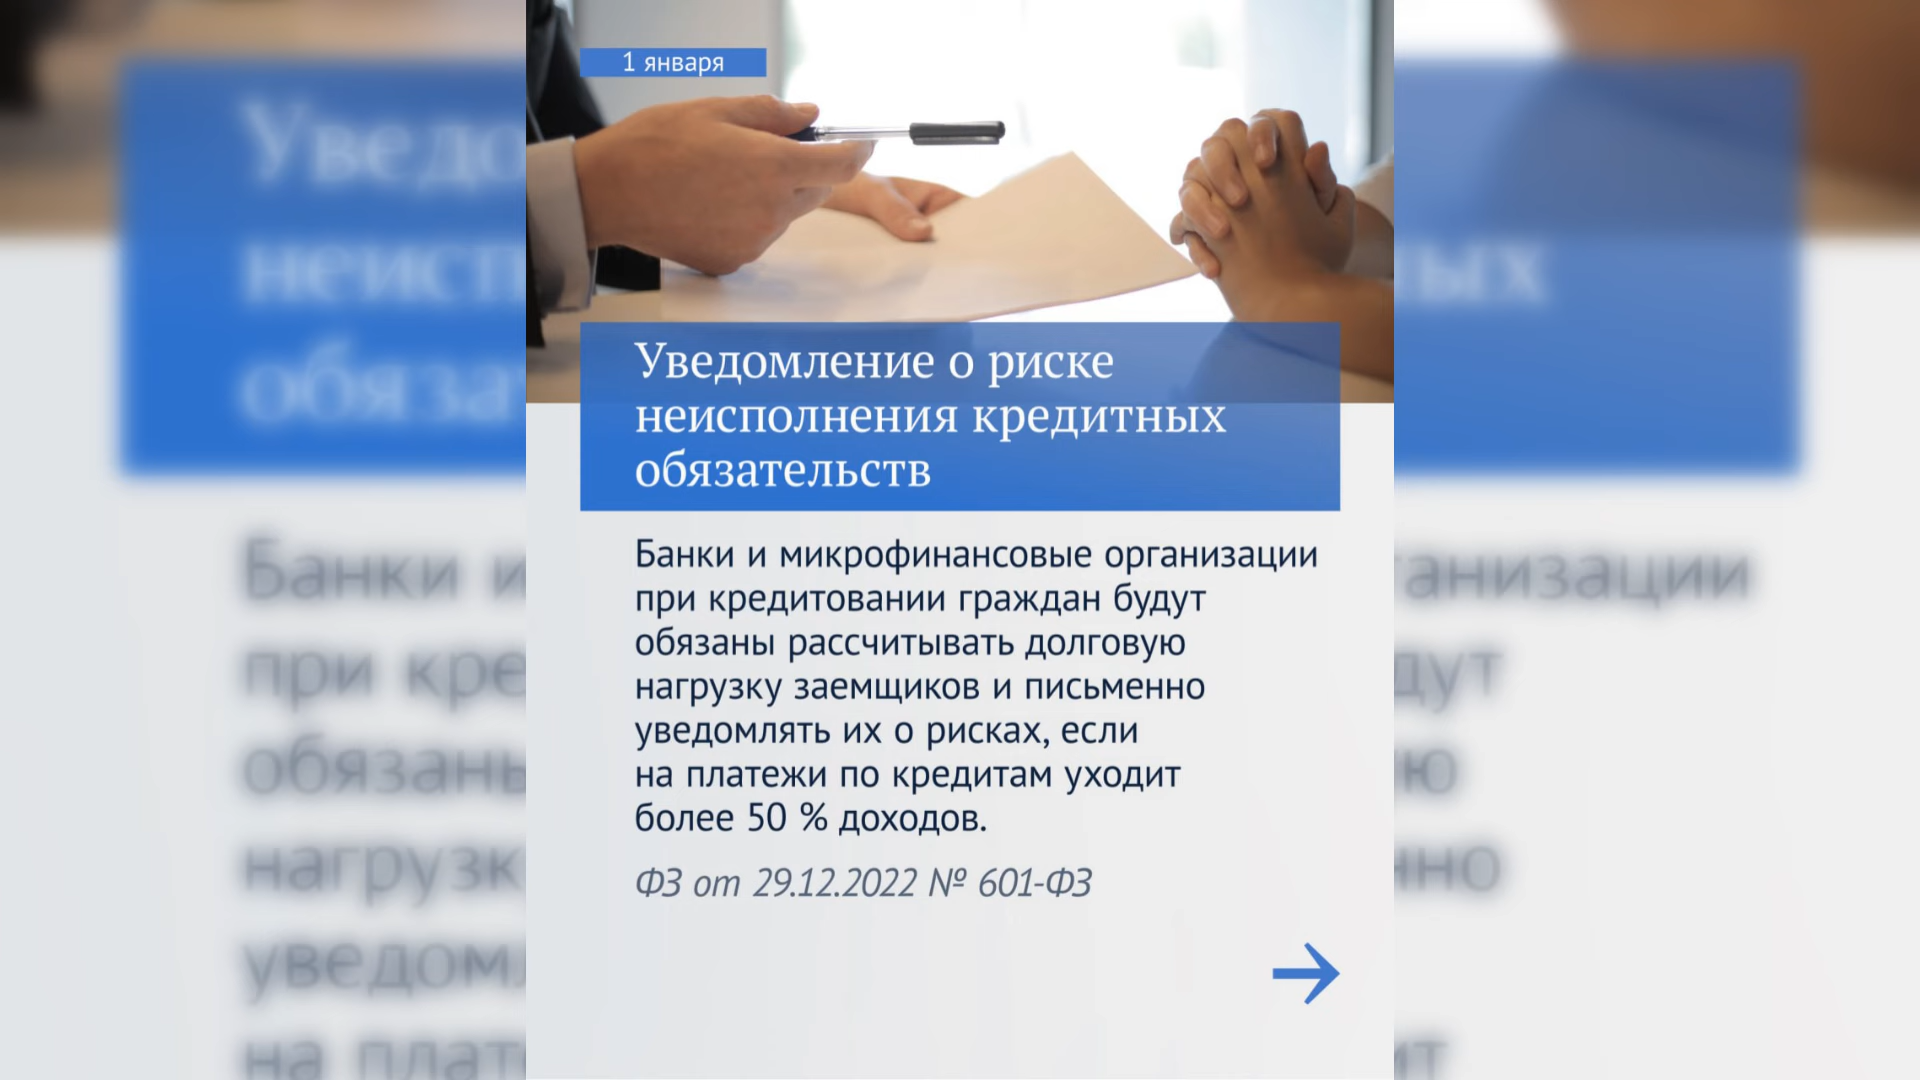 1 января
Уведомление о риске
неисполнения кредитных
обязательств
Банки и микрофинансовые организации
при кредитовании граждан будут
обязаны рассчитывать долговую
нагрузку заемщиков и письменно
уведомлять их о рисках, если
на платежи по кредитам уходит
более 50 % доходов.
ФЗ от 29.12.2022 № 601-ФЗ